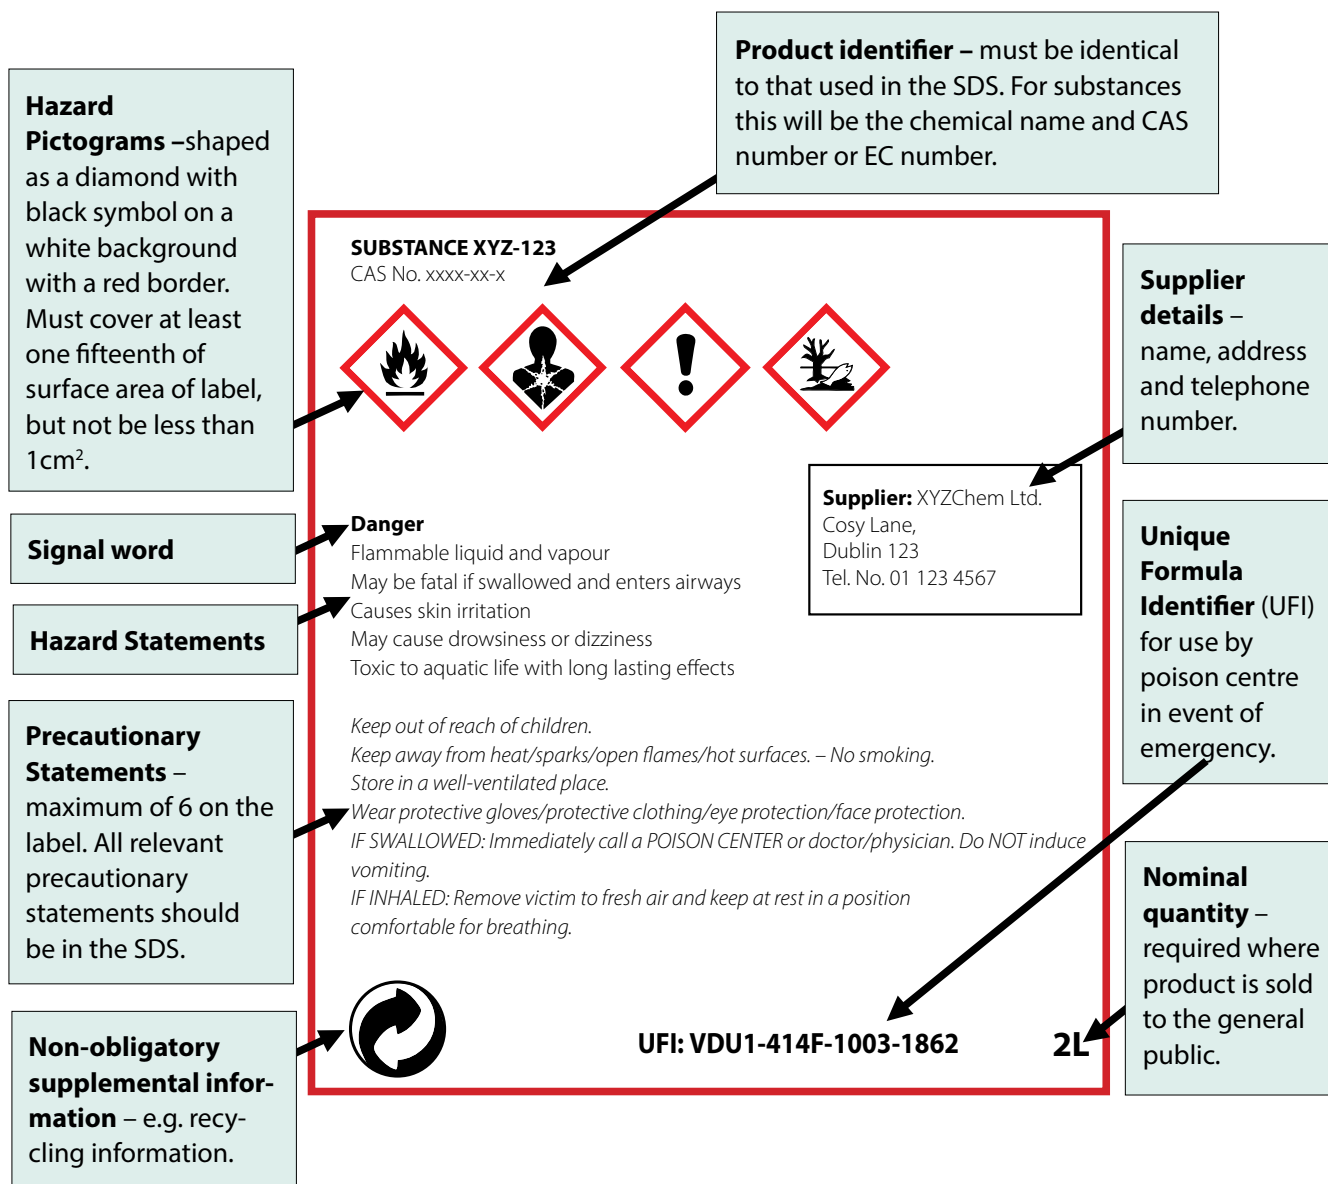 Product identifier – must be identical
to that used in the SDS. For substances
this will be the chemical name and CAS
number or EC number.
Hazard
Pictograms –shaped
as a diamond with
black symbol on a
white background
with a red border.
Must cover at least
one fifteenth of
surface area of label,
but not be less than
1cm².
Signal word
Hazard Statements
Precautionary
Statements –
maximum of 6 on the
label. All relevant
precautionary
statements should
be in the SDS.
Non-obligatory
supplemental infor-
mation – e.g. recy-
cling information.
SUBSTANCE XYZ-123
CAS No. xxxx-xx-x
Danger
Flammable liquid and vapour
May be fatal if swallowed and enters airways
Causes skin irritation
May cause drowsiness or dizziness
Toxic to aquatic life with long lasting effects
Supplier: XYZChem Ltd.
Cosy Lane,
Dublin 123
Tel. No. 01 123 4567
Keep out of reach of children.
Keep away from heat/sparks/open flames/hot surfaces. – No smoking.
Store in a well-ventilated place.
Wear protective gloves/protective clothing/eye protection/face protection.
IF SWALLOWED: Immediately call a POISON CENTER or doctor/physician. Do NOT induce
vomiting.
IF INHALED: Remove victim to fresh air and keep at rest in a position
comfortable for breathing.
UFI: VDU1-414F-1003-1862
2L
Supplier
details –
name, address
and telephone
number.
Unique
Formula
Identifier (UFI)
for use by
poison centre
in event of
emergency.
Nominal
quantity –
required where
product is sold
to the general
public.